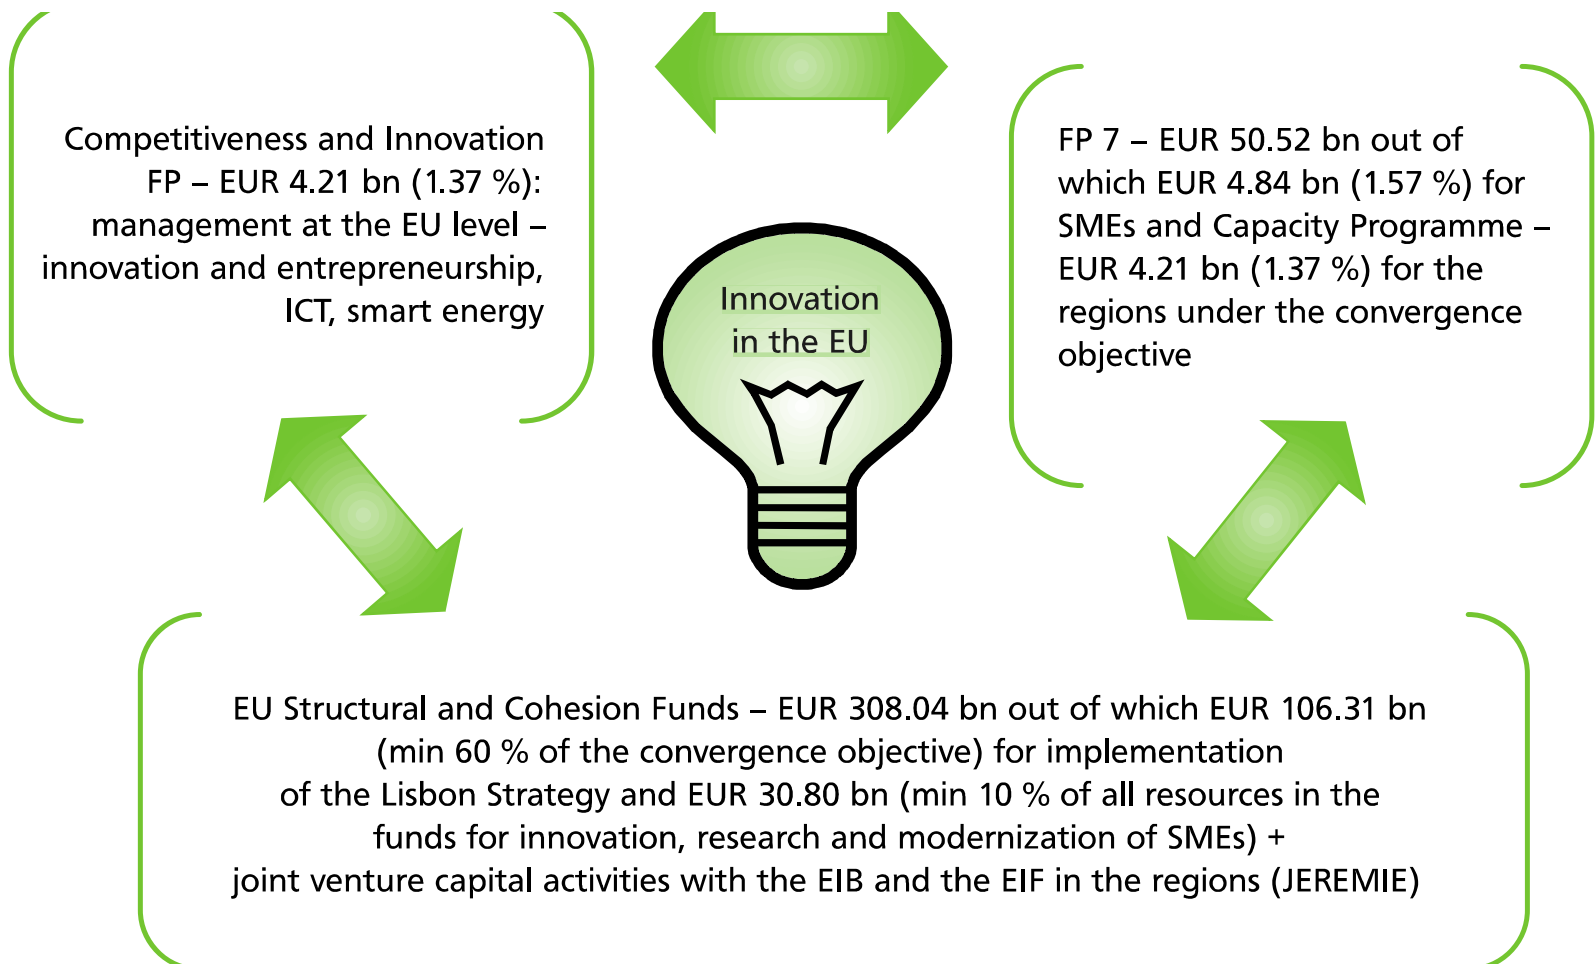 Competitiveness and Innovation
FP – EUR 4.21 bn (1.37 %):
management at the EU level –
innovation and entrepreneurship,
ICT, smart energy
FP 7 – EUR 50.52 bn out of
which EUR 4.84 bn (1.57 %) for
SMEs and Capacity Programme –
EUR 4.21 bn (1.37 %) for the
regions under the convergence
objective
Innovation
in the EU
EU Structural and Cohesion Funds – EUR 308.04 bn out of which EUR 106.31 bn
(min 60 % of the convergence objective) for implementation
of the Lisbon Strategy and EUR 30.80 bn (min 10 % of all resources in the
funds for innovation, research and modernization of SMEs) +
joint venture capital activities with the EIB and the EIF in the regions (JEREMIE)